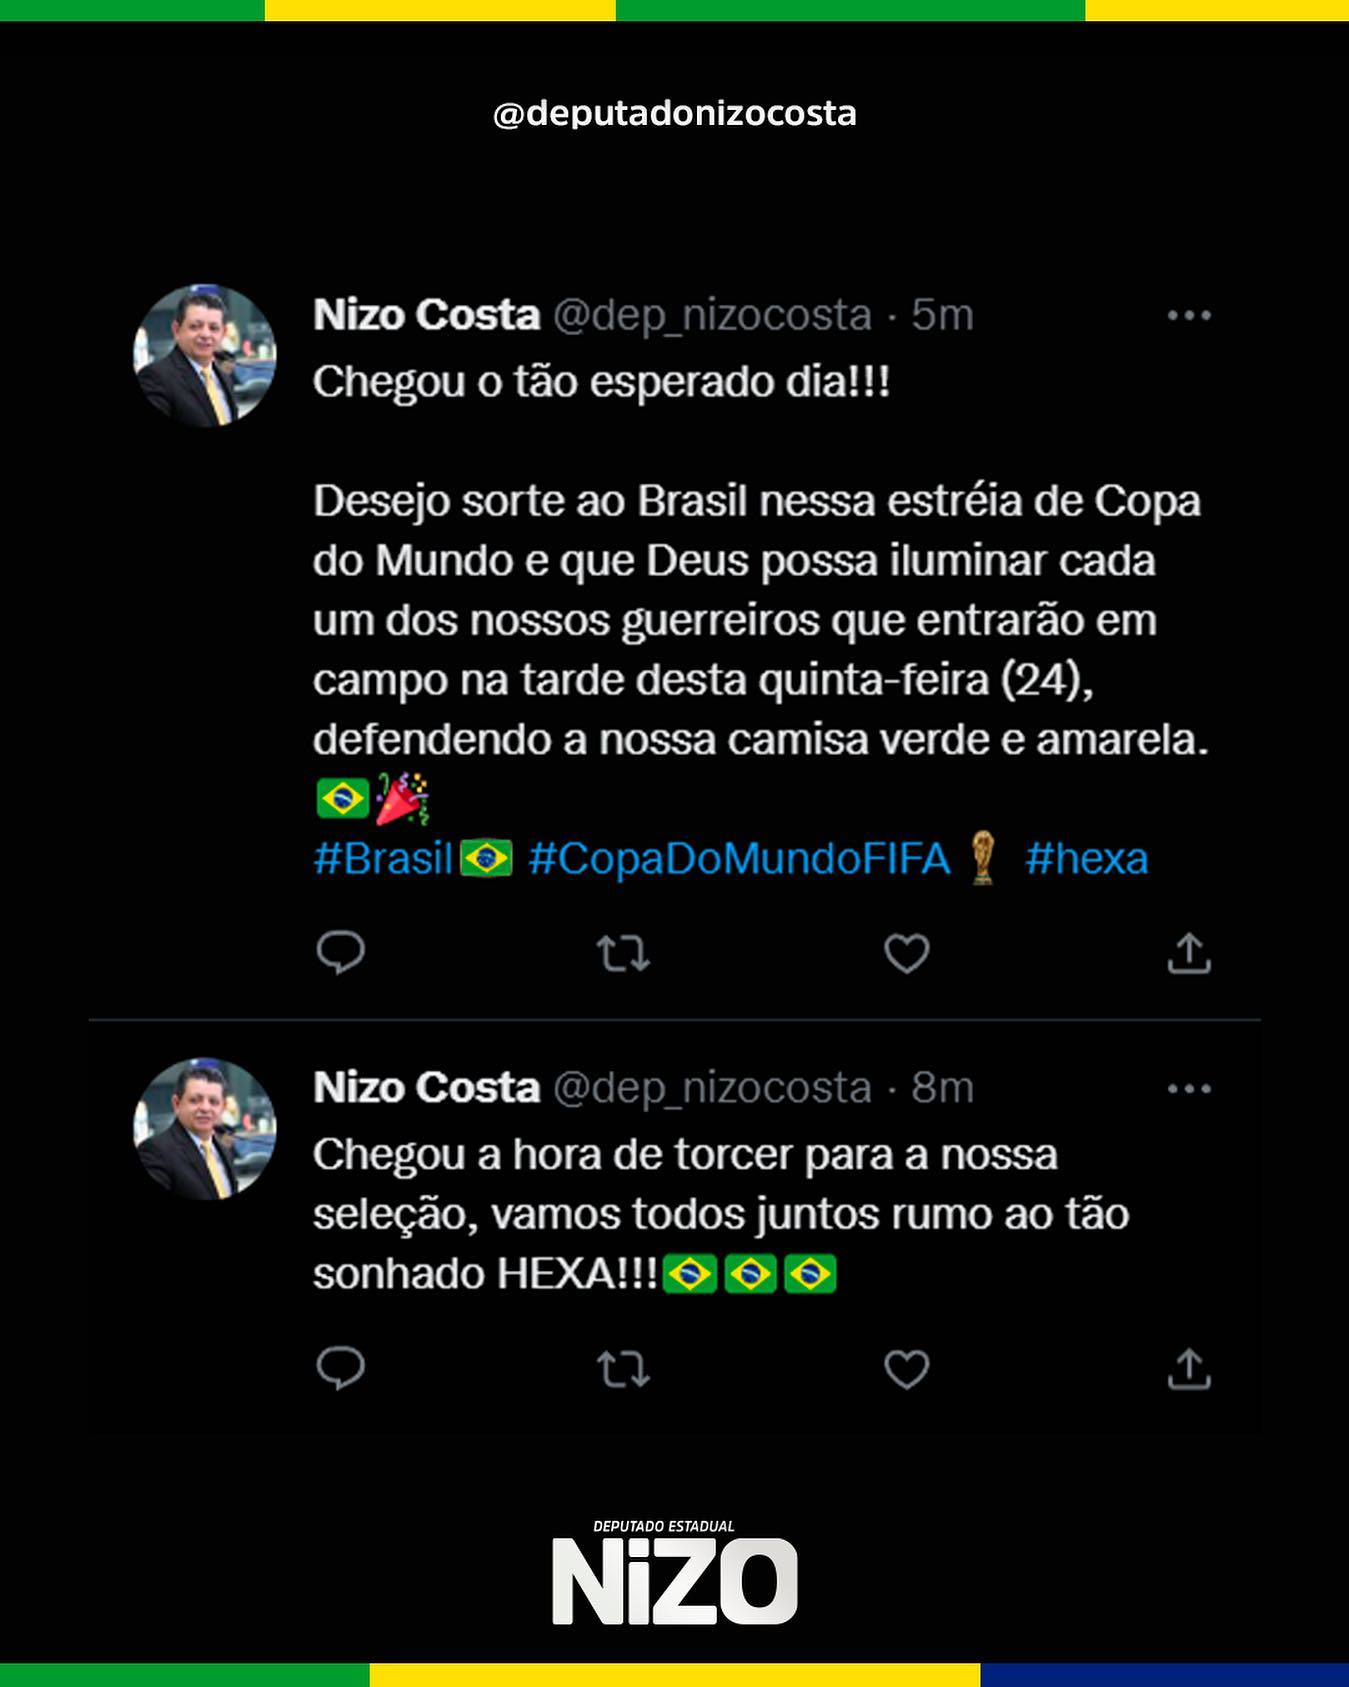 @deputadonizocosta
Nizo Costa @dep_nizocosta · 5m
Chegou o tão esperado dia!!!
Desejo sorte ao Brasil nessa estréia de Copa
do Mundo e que Deus possa iluminar cada
um dos nossos guerreiros que entrarão em
campo na tarde desta quinta-feira (24),
defendendo a nossa camisa verde e amarela.
🇧🇷🎉
#Brasil🇧🇷 #CopaDoMundoFIFA #hexa
Nizo Costa @dep_nizocosta · 8m
Chegou a hora de torcer para a nossa
seleção, vamos todos juntos rumo ao tão
sonhado HEXA!!!🇧🇷🇧🇷🇧🇷
DEPUTADO ESTADUAL
NiZO